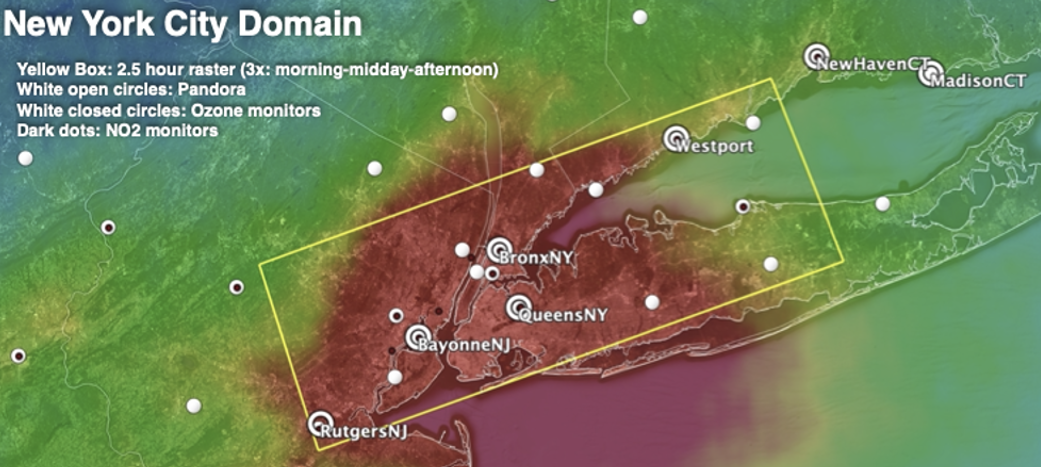 New York City Domain
Yellow Box: 2.5 hour raster (3x: morning-midday-afternoon)
White open circles: Pandora
White closed circles: Ozone monitors
Dark dots: NO2 monitors
NewHavenCT
MadisonCT
Westport
BronxNY
QueensNY
BayonneNJ
RutgersNJ